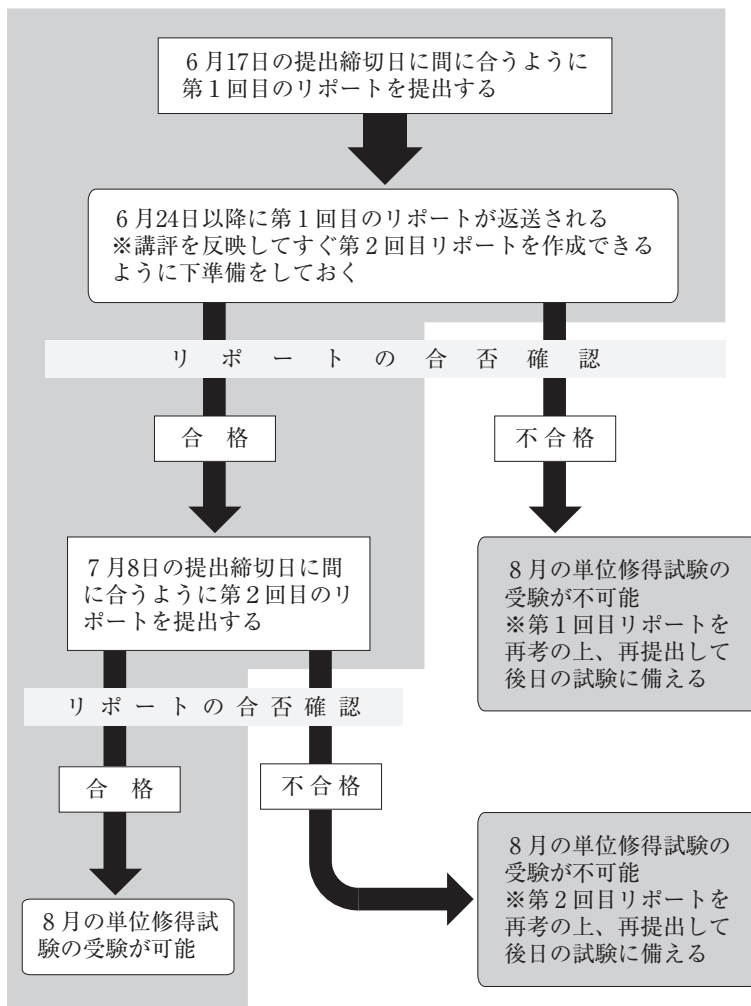 6月17日の提出締切日に間に合うように
第1回目のリポートを提出する
6月24日以降に第1回目のリポートが返送される
※講評を反映してすぐ第2回目リポートを作成できる
ように下準備をしておく
リポートの合否確認
合格
不合格
7月8日の提出締切日に間
に合うように第2回目のリ
ポートを提出する
8月の単位修得試験の
受験が不可能
※第1回目リポートを
再考の上、再提出して
後日の試験に備える
リポートの合否確認
合格
不合格
8月の単位修得試
験の受験が可能
8月の単位修得試験の
受験が不可能
※第2回目リポートを
再考の上、再提出して
後日の試験に備える